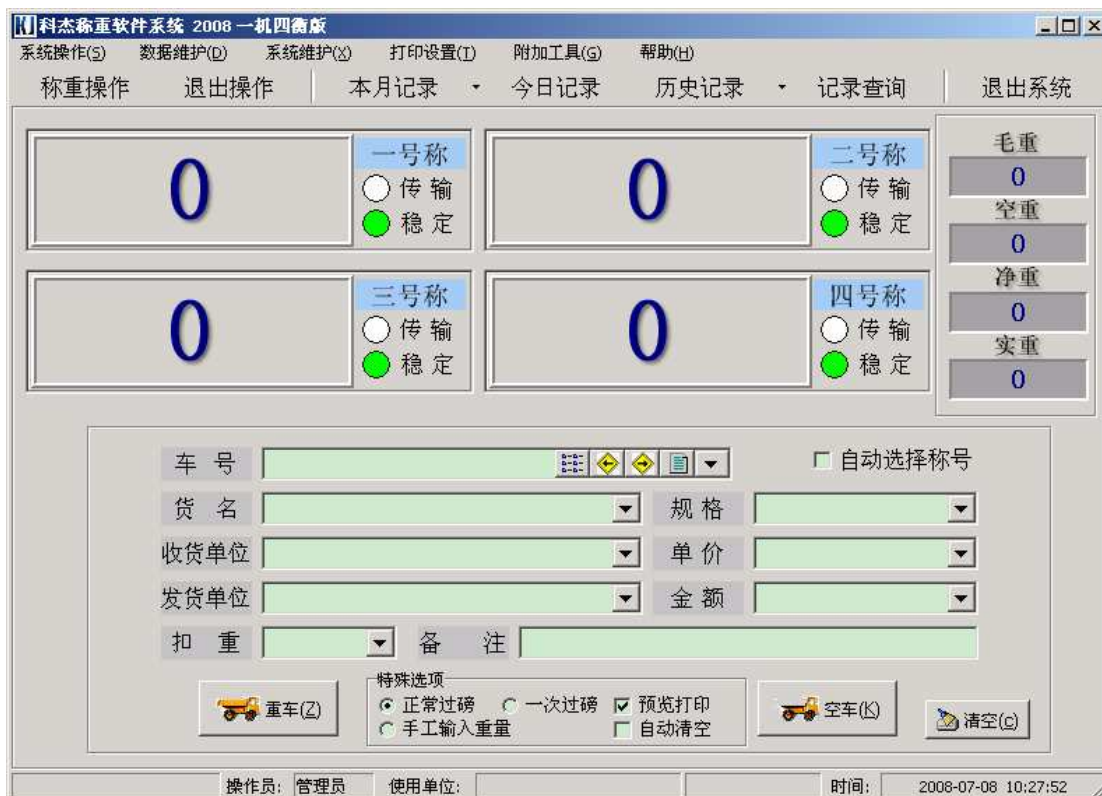 科杰称重软件系统 2008 一机四衡版
系统操作(S) 数据维护(D) 系统维护(X) 打印设置(T) 附加工具(G) 帮助(H)
称重操作 退出操作 本月记录 今日记录 历史记录 记录查询 退出系统
0 一号称 0 二号称 毛重
传输 传输 0
稳定 稳定 空重
0
0 三号称 0 四号称 净重
传输 传输 0
稳定 稳定 实重
0
车号 自动选择称号
货名 规格
收货单位 单价
发货单位 金额
扣重 备注
特殊选项
重车(Z) 正常过磅 一次过磅 预览打印 空车(K) 清空(C)
手工输入重量 自动清空
操作员: 管理员 使用单位: 时间: 2008-07-08 10:27:52